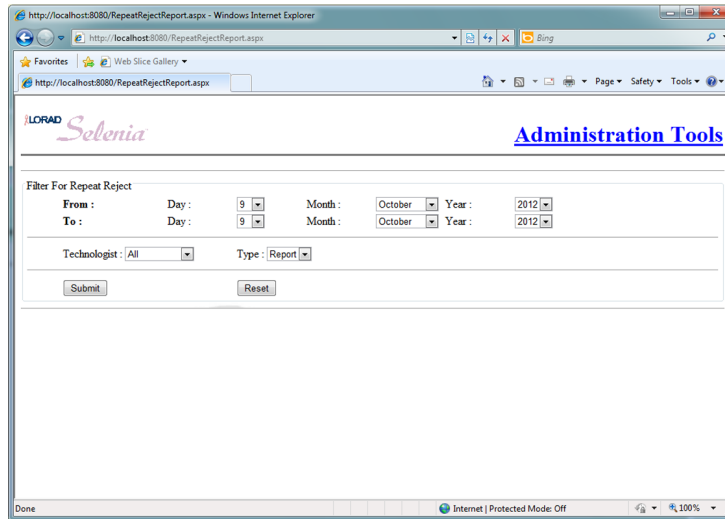 http://localhost:8080/RepeatRejectReport.aspx - Windows Internet Explorer
http://localhost:8080/RepeatRejectReport.aspx Bing
Favorites Web Slice Gallery
http://localhost:8080/RepeatRejectReport.aspx Page Safety Tools
LORAD Selenia
Administration Tools
Filter For Repeat Reject
From : Day : 9 Month : October Year : 2012
To : Day : 9 Month : October Year : 2012
Technologist : All Type : Report
Submit Reset
Done Internet | Protected Mode: Off 100%